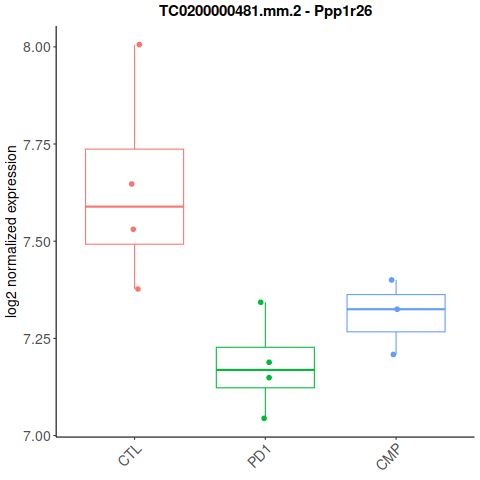 TC0200000481.mm.2 - Ppp1r26
log2 normalized expression
8.00
7.75
7.50
7.25
7.00
CTL
PD1
CMP